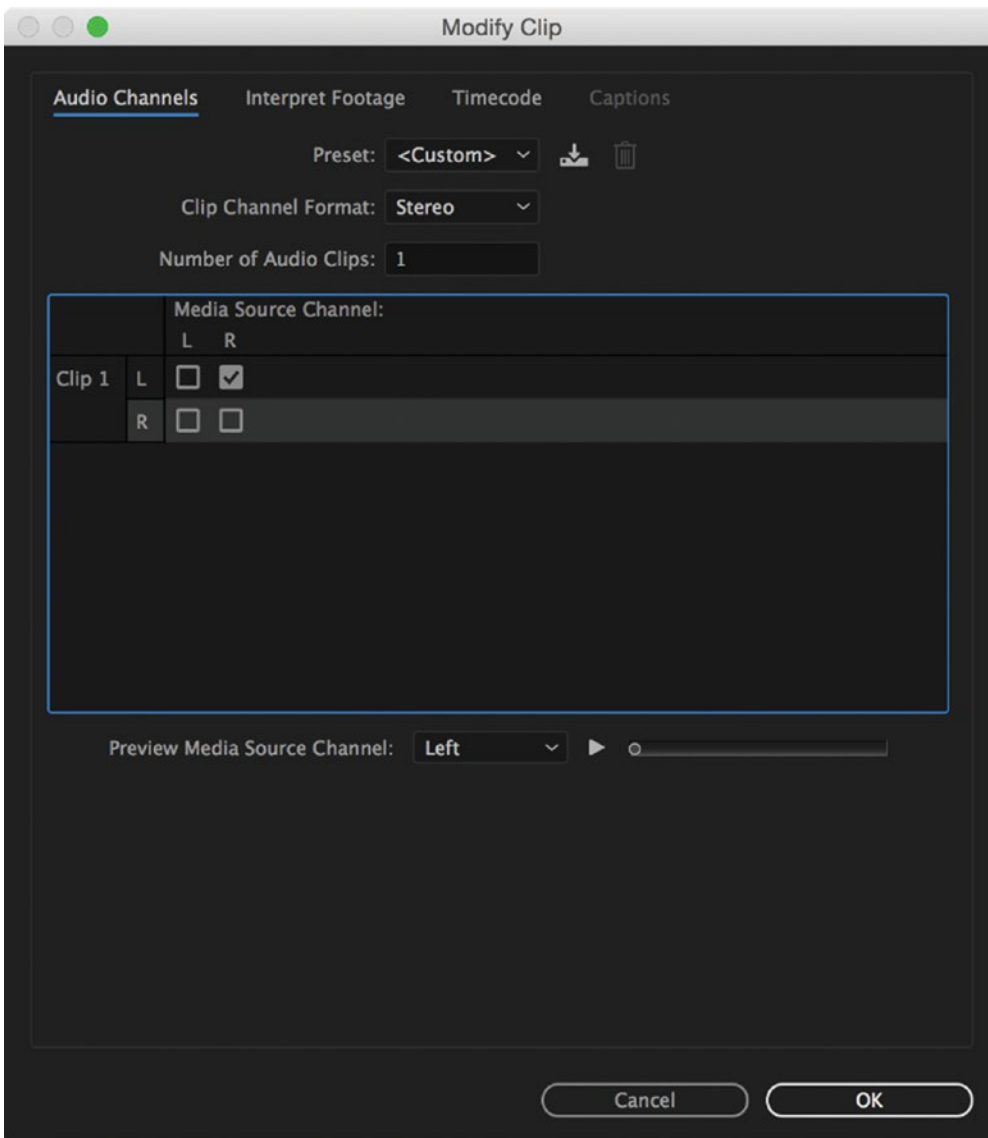 Modify Clip
Audio Channels Interpret Footage Timecode Captions
Preset: <Custom>
Clip Channel Format: Stereo
Number of Audio Clips: 1
Media Source Channel:
L R
Clip 1 L
R
Preview Media Source Channel: Left
Cancel OK